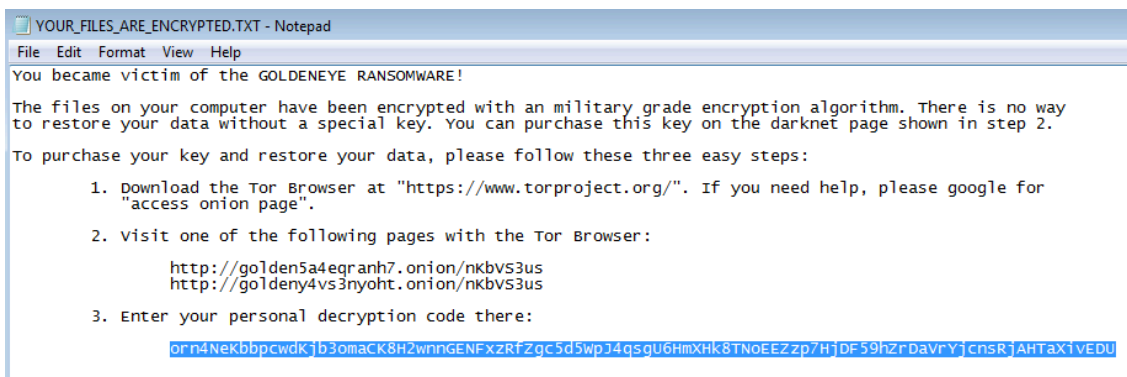 YOUR_FILES_ARE_ENCRYPTED.TXT - Notepad
File Edit Format View Help
You became victim of the GOLDENEYE RANSOMWARE!
The files on your computer have been encrypted with an military grade encryption algorithm. There is no way
to restore your data without a special key. You can purchase this key on the darknet page shown in step 2.
To purchase your key and restore your data, please follow these three easy steps:
1. Download the Tor Browser at "https://www.torproject.org/". If you need help, please google for
"access onion page".
2. Visit one of the following pages with the Tor Browser:
http://golden5a4eqranh7.onion/nKbVS3us
http://goldeny4vs3nyoht.onion/nKbVS3us
3. Enter your personal decryption code there:
orn4NeKbbpcwdKjb3omaCK8H2wnnGENFxzRfZgc5d5WpJ4qsgU6HmXHk8TNoEEZzp7HjDF59hZrDaVrYjcnsRjAHTaXivEDU